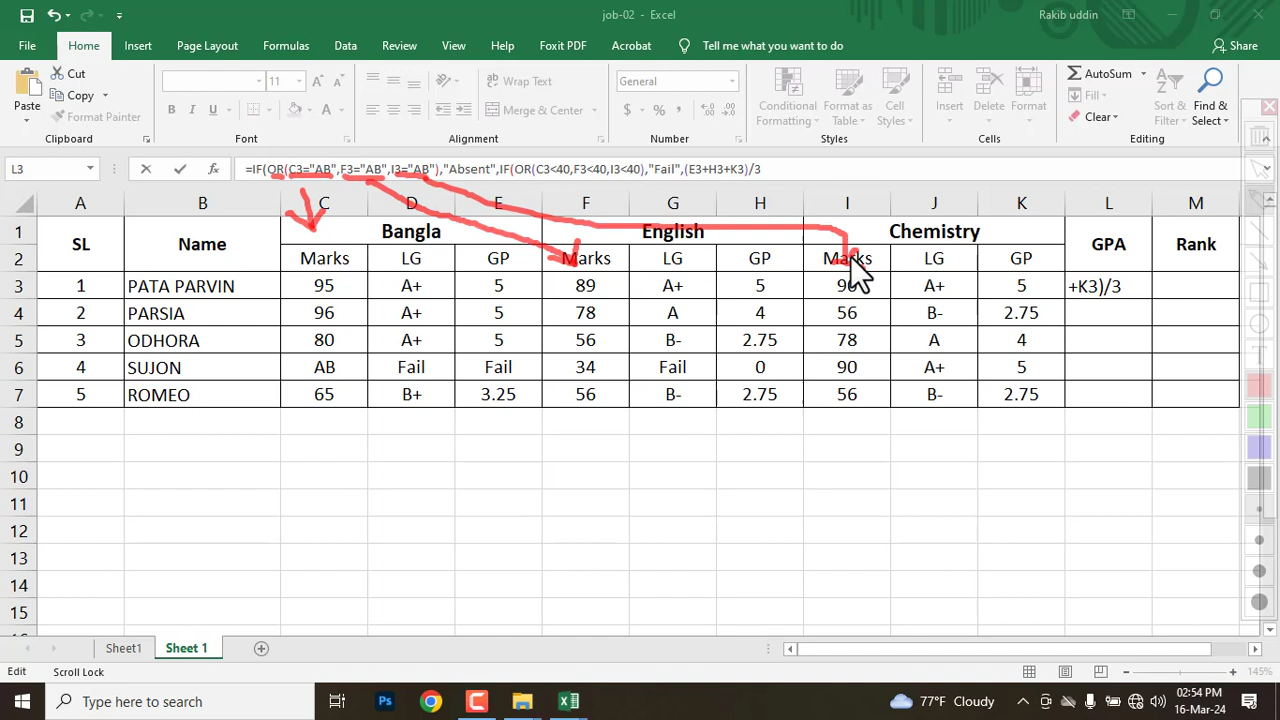 job-02 - Excel
Rakib uddin
File Home Insert Page Layout Formulas Data Review View Help Foxit PDF Acrobat Tell me what you want to do Share
Paste
Cut
Copy
Format Painter
Clipboard
11
A A
B I U
A
Font
ab Wrap Text
Merge & Center
Alignment
General
$ % ,
Number
Conditional Formatting
Format as Table
Cell Styles
Styles
Insert
Delete
Format
Cells
AutoSum
Fill
Clear
Sort & Filter
Find & Select
L3 =IF(OR(C3="AB",F3="AB",I3="AB"),"Absent",IF(OR(C3<40,F3<40,I3<40),"Fail",(E3+H3+K3)/3
A B C D E F G H I J K L M
1 SL Name Bangla English Chemistry GPA Rank
2 Marks LG GP Marks LG GP Marks LG GP
3 1 PATA PARVIN 95 A+ 5 89 A+ 5 A+ 5 +K3)/3
4 2 PARSIA 96 A+ 5 78 A 4 56 B- 2.75
5 3 ODHORA 80 A+ 5 56 B- 2.75 78 A 4
6 4 SUJON AB Fail Fail 34 Fail 0 90 A+ 5
7 5 ROMEO 65 B+ 3.25 56 B- 2.75 56 B- 2.75
8
9
10
11
12
13
14
15
Sheet1 Sheet 1
Edit Scroll Lock 145%
Type here to search
Ps
77°F Cloudy
02:54 PM
16-Mar-24